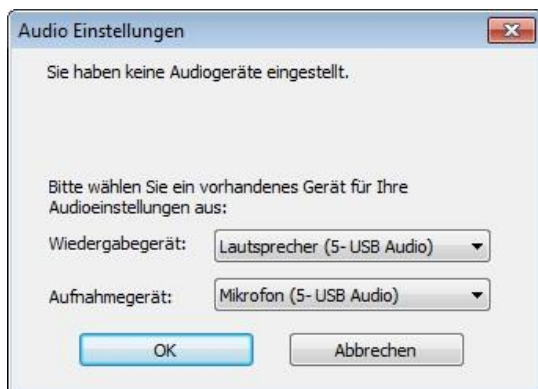 Audio Einstellungen
Sie haben keine Audiogeräte eingestellt.
Bitte wählen Sie ein vorhandenes Gerät für Ihre
Audioeinstellungen aus:
Wiedergabegerät: Lautsprecher (5- USB Audio)
Aufnahmegerät: Mikrofon (5- USB Audio)
OK Abbrechen